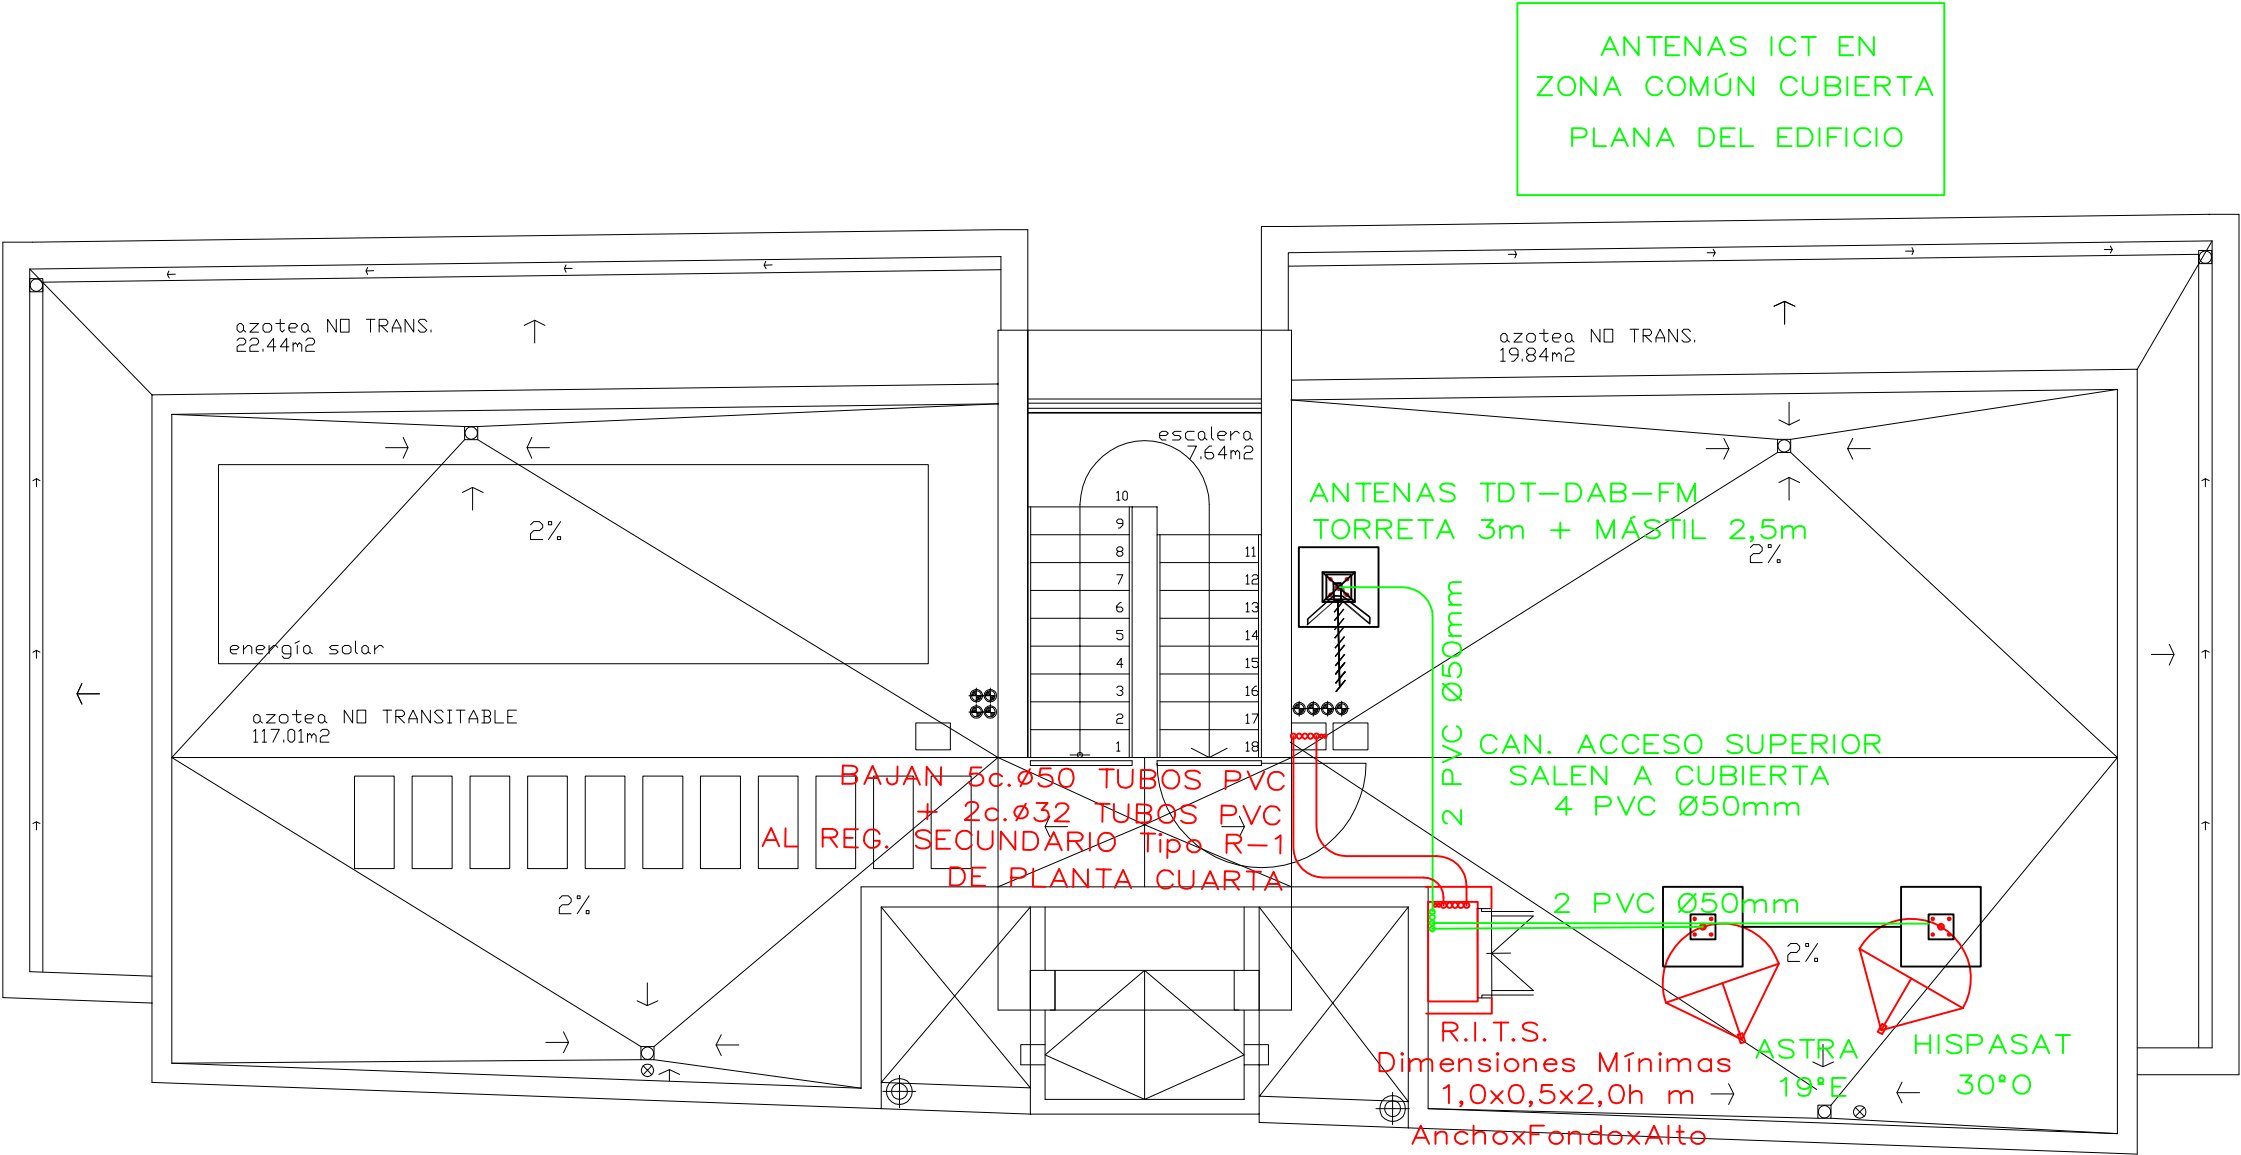 ANTENAS ICT EN
ZONA COMÚN CUBIERTA
PLANA DEL EDIFICIO
azotea NO TRANS.
22.44m2
azotea NO TRANS.
19.84m2
escalera
7.64m2
ANTENAS TDT-DAB-FM
TORRETA 3m + MÁSTIL 2,5m
2%
2%
energía solar
azotea NO TRANSITABLE
117.01m2
10
9
8
7
6
5
4
3
2
1
11
12
13
14
15
16
17
18
2 PVC Ø50mm
CAN. ACCESO SUPERIOR
SALEN A CUBIERTA
4 PVC Ø50mm
BAJAN 5c.ø50 TUBOS PVC
+ 2c.ø32 TUBOS PVC
AL REG. SECUNDARIO Tipo R-1
DE PLANTA CUARTA
2%
2 PVC Ø50mm
2%
R.I.T.S.
Dimensiones Mínimas
1,0x0,5x2,0h m
AnchoxFondoxAlto
ASTRA
19°E
HISPASAT
30°O